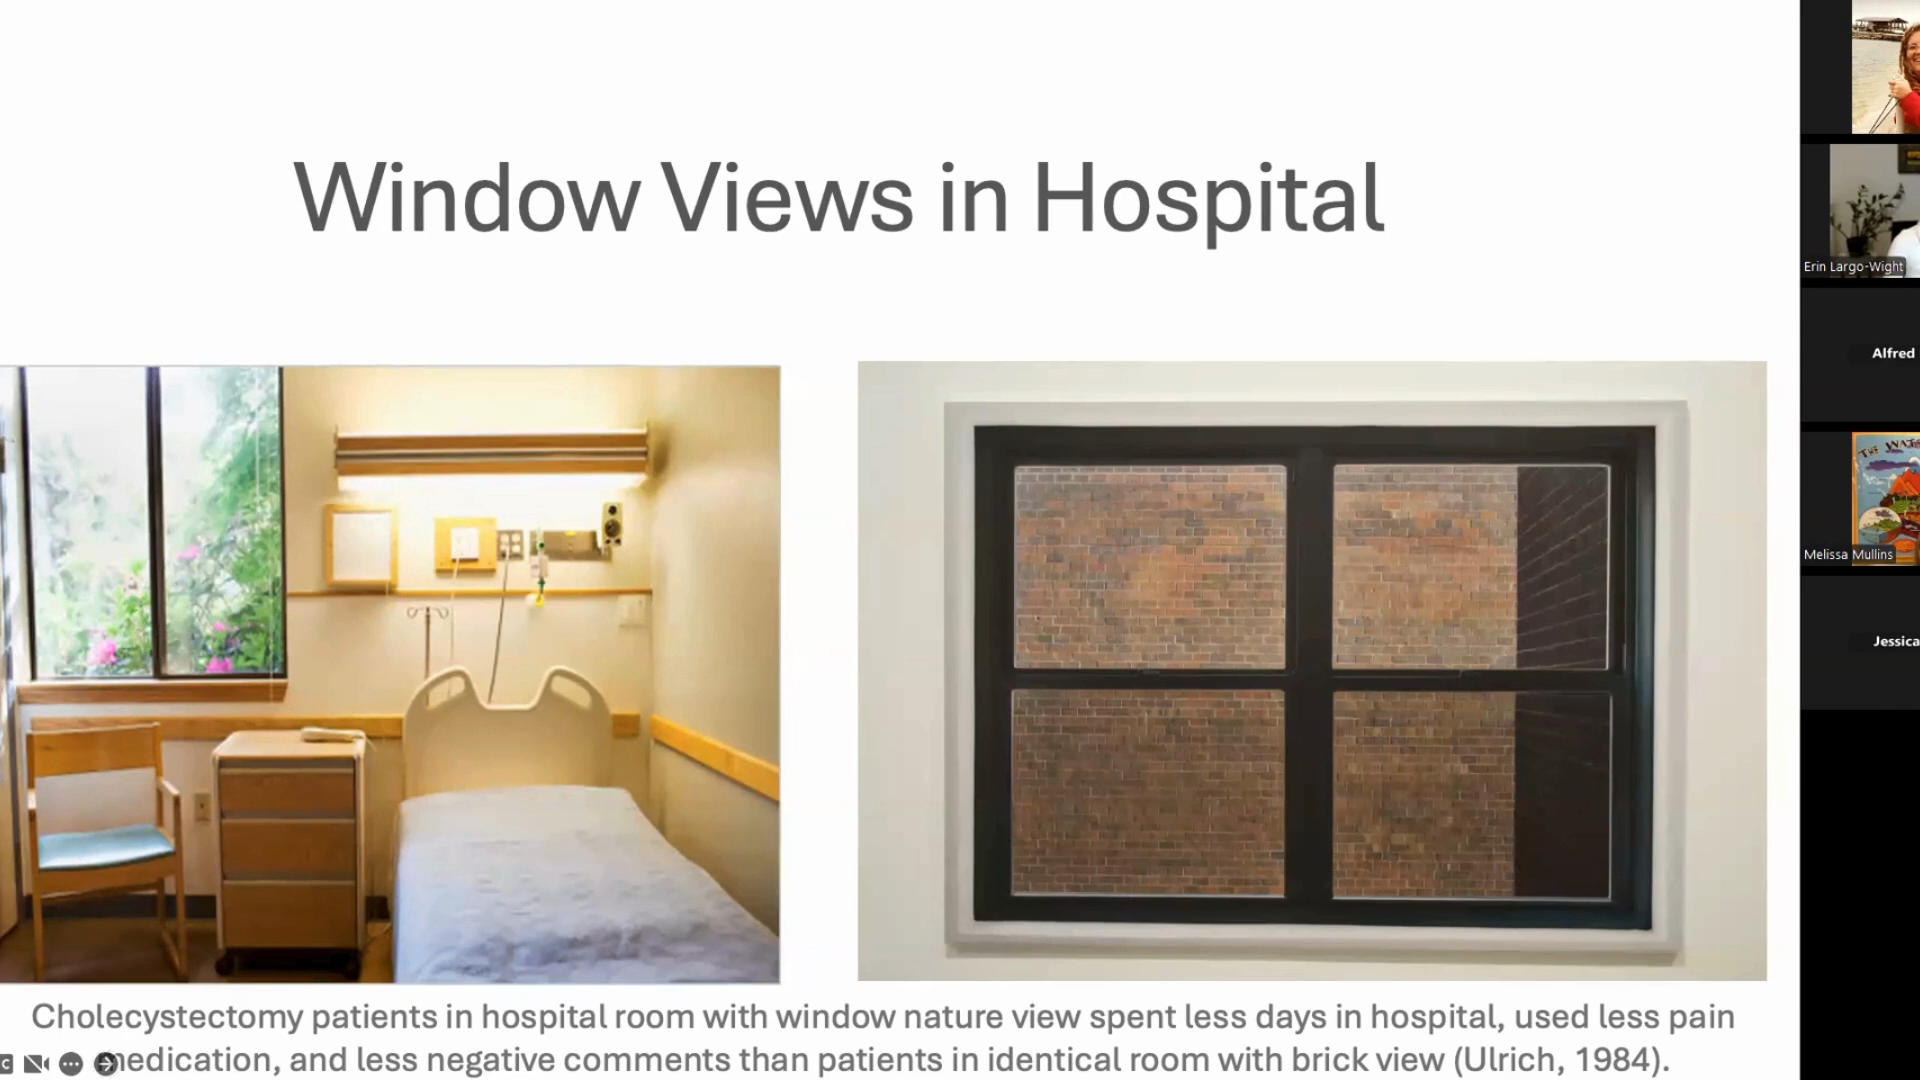 Window Views in Hospital
Cholecystectomy patients in hospital room with window nature view spent less days in hospital, used less pain
medication, and less negative comments than patients in identical room with brick view (Ulrich, 1984).
Erin Largo-Wight
Alfred
THE
Melissa Mullins
Jessica